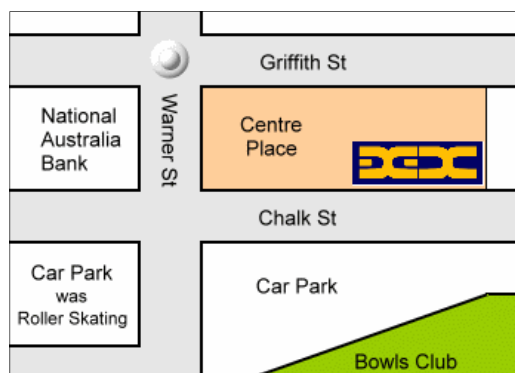 Griffith St
National
Australia
Bank
Warner St
Centre
Place
Chalk St
Car Park
was
Roller Skating
Car Park
Bowls Club